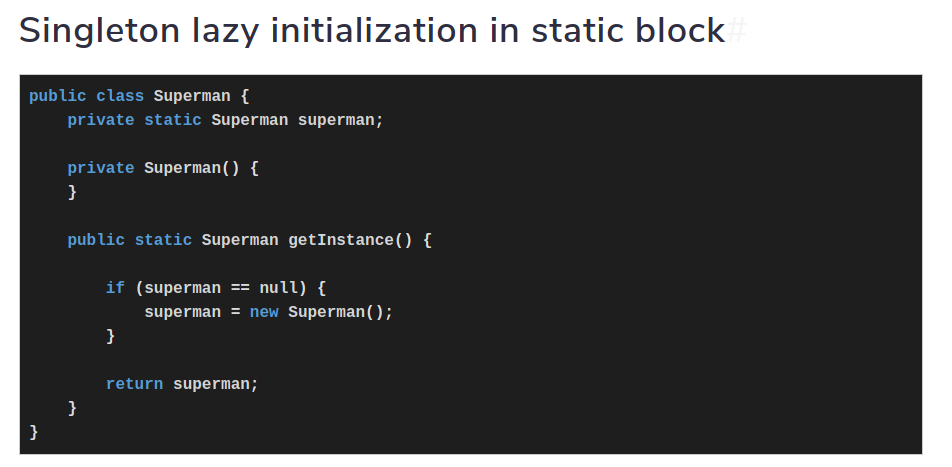 Singleton lazy initialization in static block#
public class Superman {
    private static Superman superman;

    private Superman() {
    }

    public static Superman getInstance() {

        if (superman == null) {
            superman = new Superman();
        }

        return superman;
    }
}